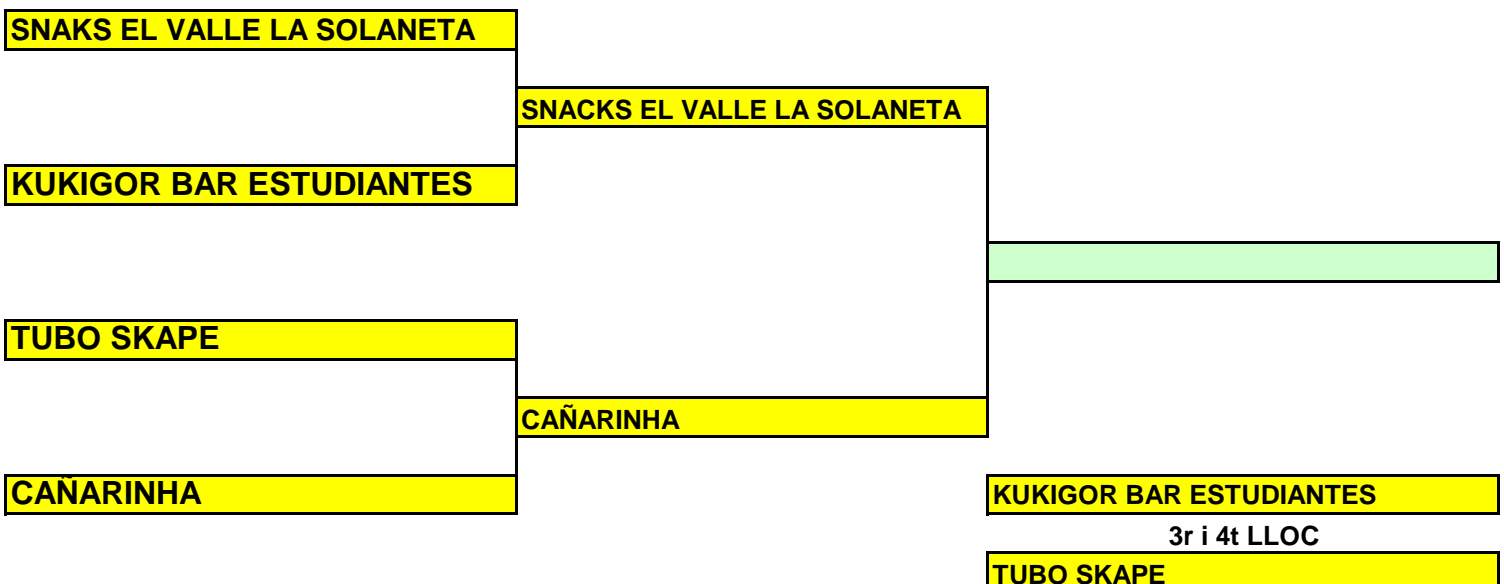 SNAKS EL VALLE LA SOLANETA
SNACKS EL VALLE LA SOLANETA
KUKIGOR BAR ESTUDIANTES
TUBO SKAPE
CAÑARINHA
CAÑARINHA
KUKIGOR BAR ESTUDIANTES
3r i 4t LLOC
TUBO SKAPE